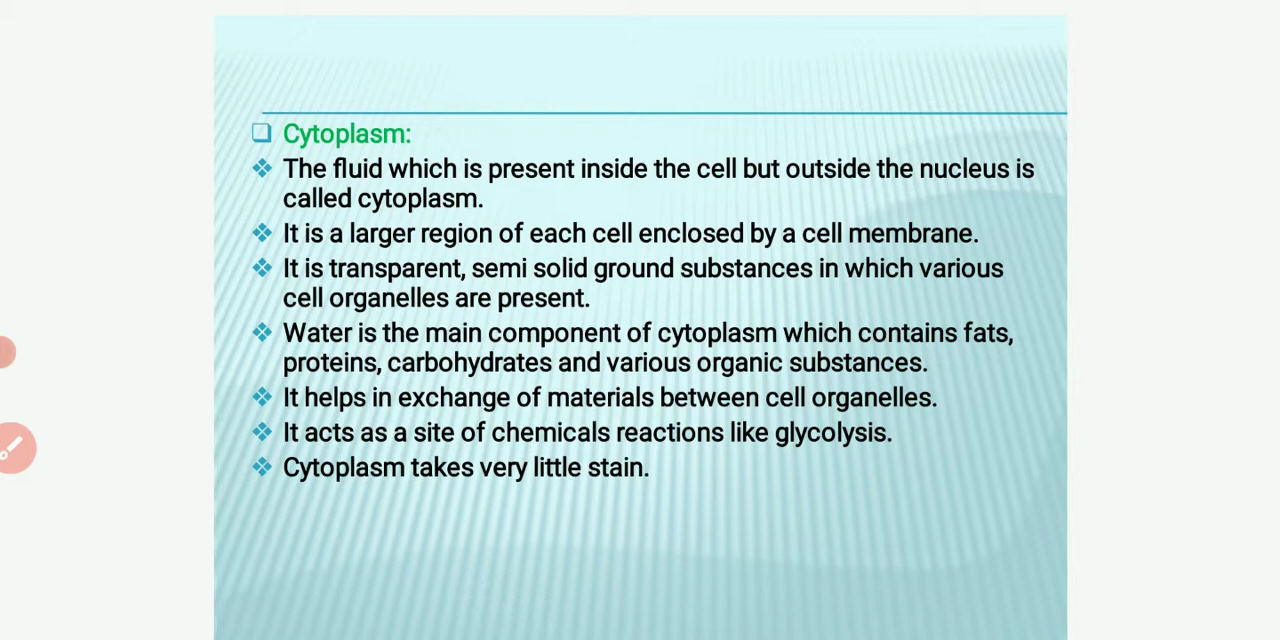 Cytoplasm:
The fluid which is present inside the cell but outside the nucleus is
called cytoplasm.
It is a larger region of each cell enclosed by a cell membrane.
It is transparent, semi solid ground substances in which various
cell organelles are present.
Water is the main component of cytoplasm which contains fats,
proteins, carbohydrates and various organic substances.
It helps in exchange of materials between cell organelles.
It acts as a site of chemicals reactions like glycolysis.
Cytoplasm takes very little stain.